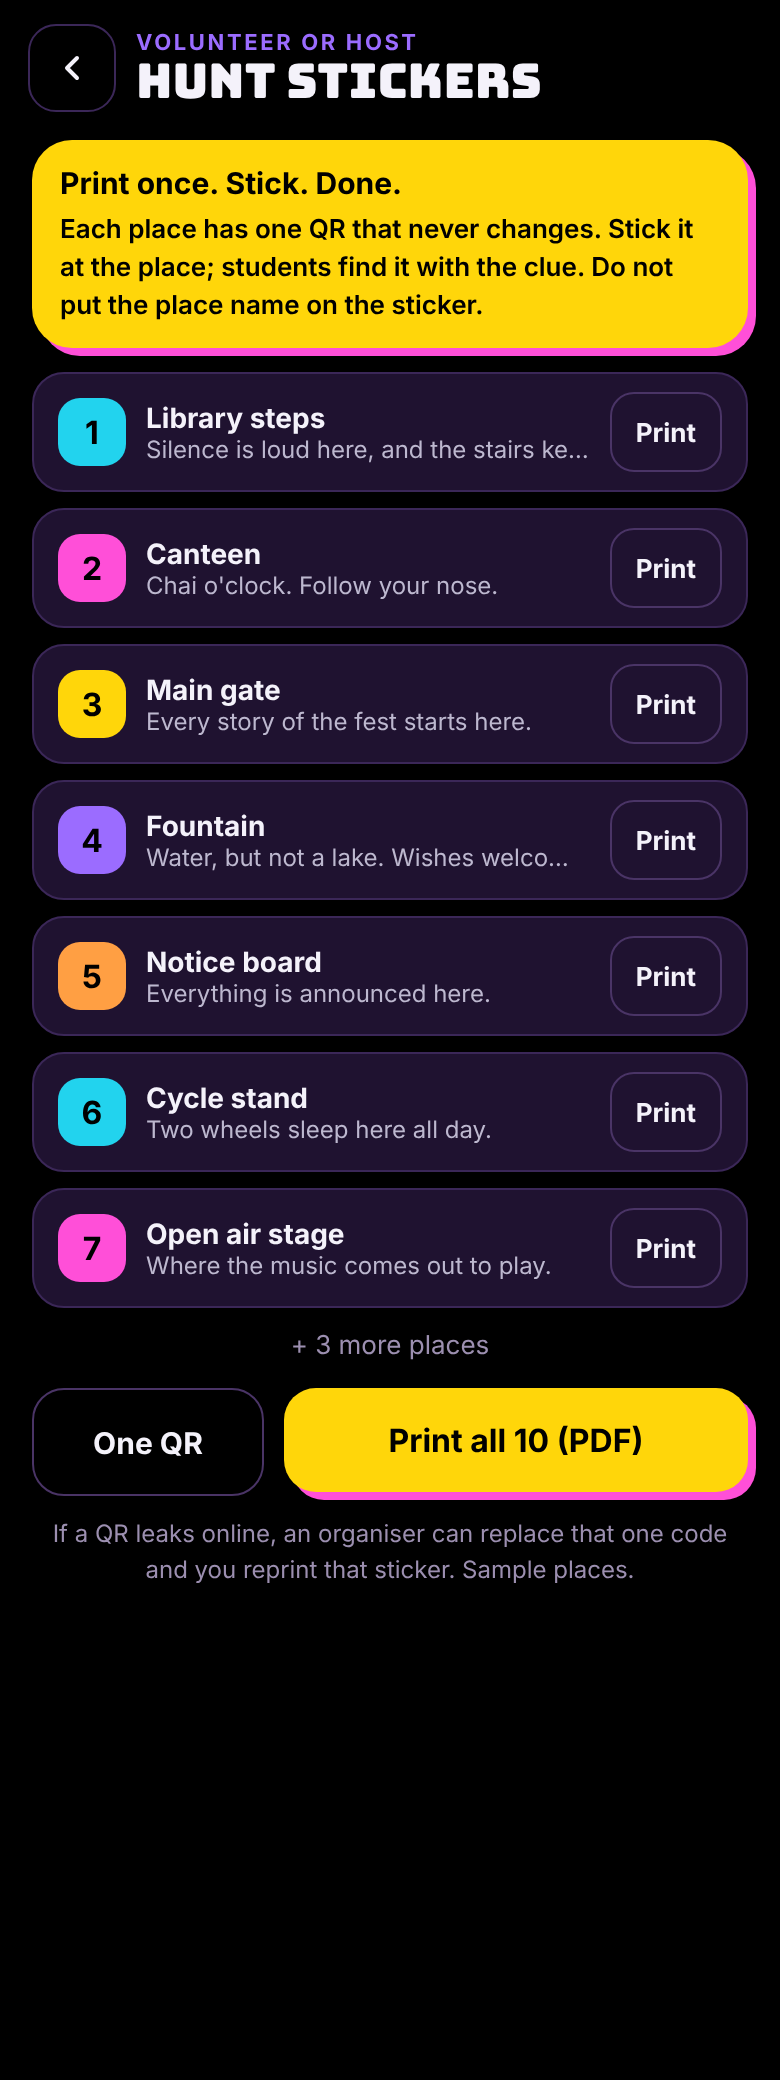 VOLUNTEER OR HOST
HUNT STICKERS
Print once. Stick. Done.
Each place has one QR that never changes. Stick it
at the place; students find it with the clue. Do not
put the place name on the sticker.
1
Library steps
Silence is loud here, and the stairs ke...
Print
2
Canteen
Chai o'clock. Follow your nose.
Print
3
Main gate
Every story of the fest starts here.
Print
4
Fountain
Water, but not a lake. Wishes welco...
Print
5
Notice board
Everything is announced here.
Print
6
Cycle stand
Two wheels sleep here all day.
Print
7
Open air stage
Where the music comes out to play.
Print
+ 3 more places
One QR
Print all 10 (PDF)
If a QR leaks online, an organiser can replace that one code
and you reprint that sticker. Sample places.